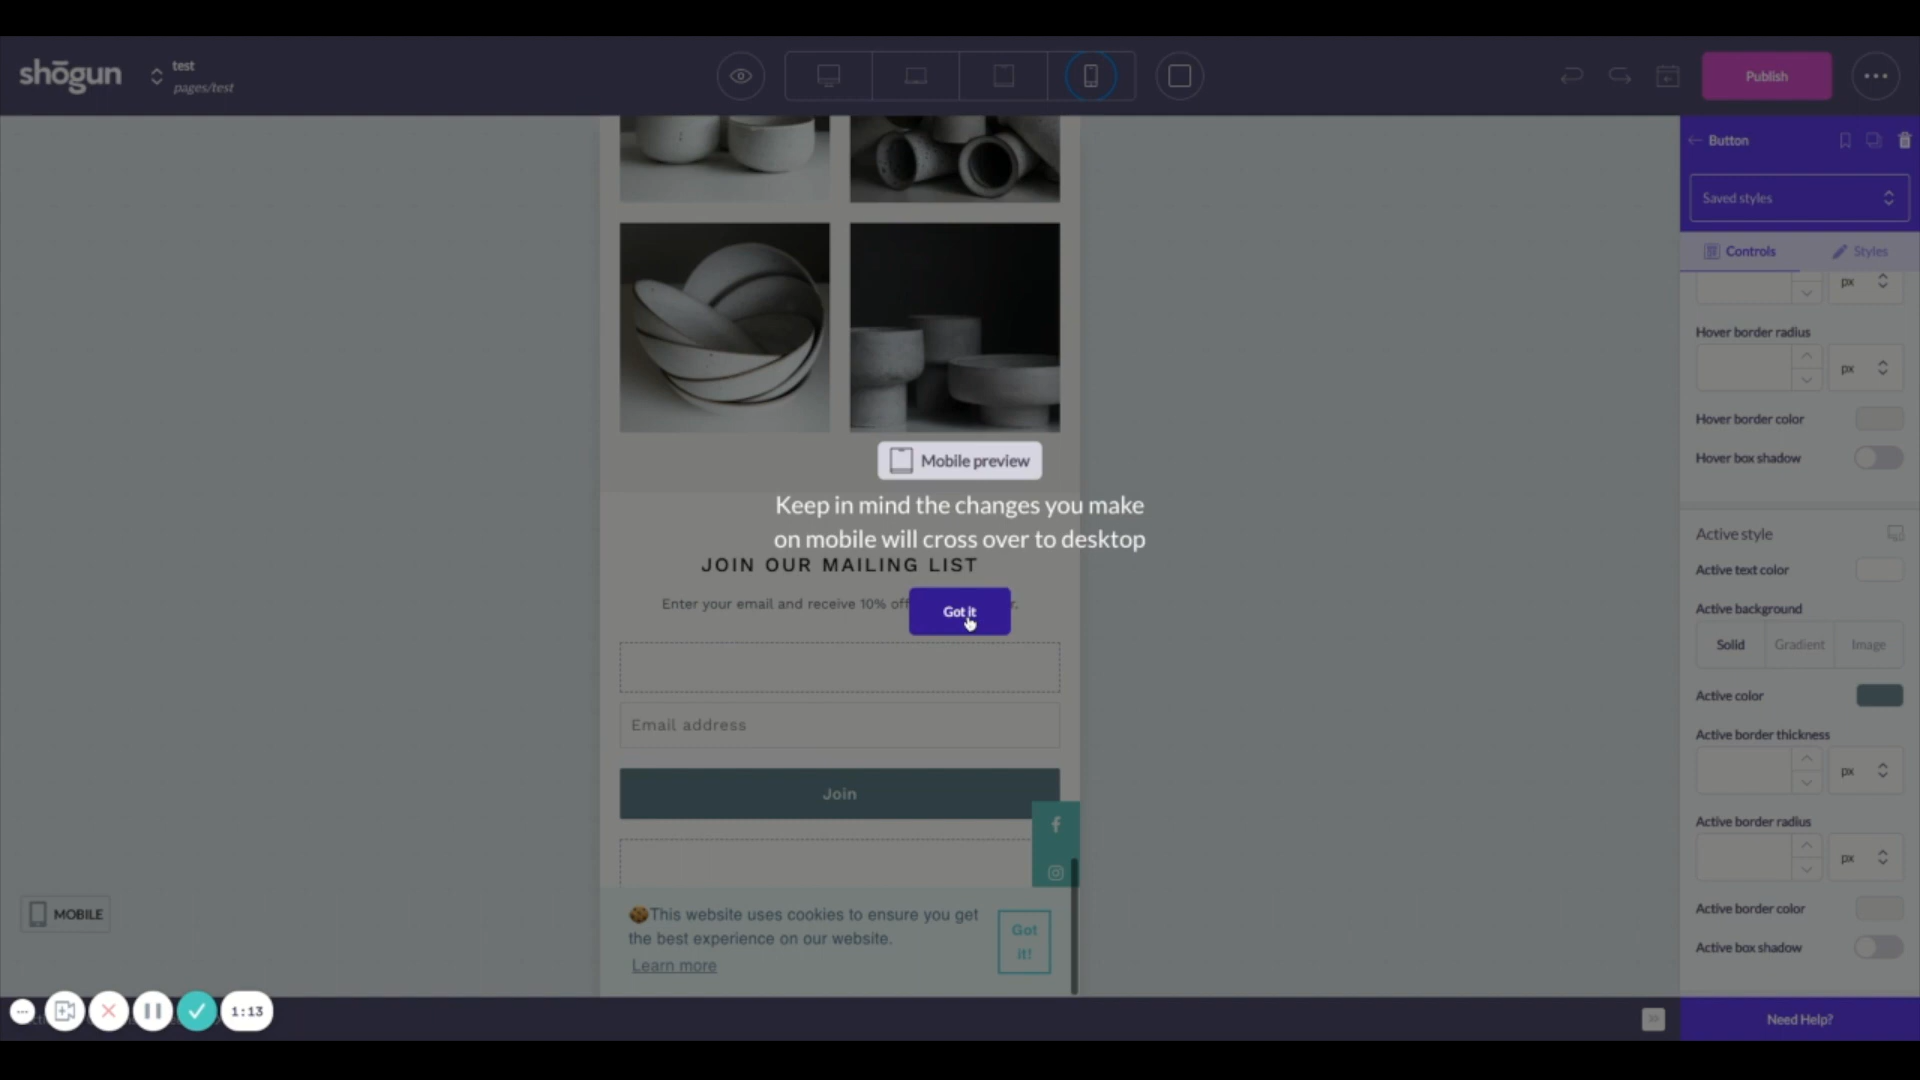 shōgun
test
pages/test
Publish
Button
Saved styles
Controls
Styles
px
Hover border radius
px
Hover border color
Hover box shadow
Active style
Active text color
Active background
Solid
Gradient
Image
Active color
Active border thickness
px
Active border radius
px
Active border color
Active box shadow
Need Help?
Mobile preview
Keep in mind the changes you make
on mobile will cross over to desktop
JOIN OUR MAILING LIST
Enter your email and receive 10% off
r.
Got it
Email address
Join
🍪This website uses cookies to ensure you get
the best experience on our website.
Learn more
Got
it!
MOBILE
1:13